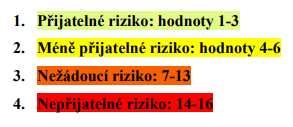 1. Přijatelné riziko: hodnoty 1-3
2. Méně přijatelné riziko: hodnoty 4-6
3. Nežádoucí riziko: 7-13
4. Nepřijatelné riziko: 14-16